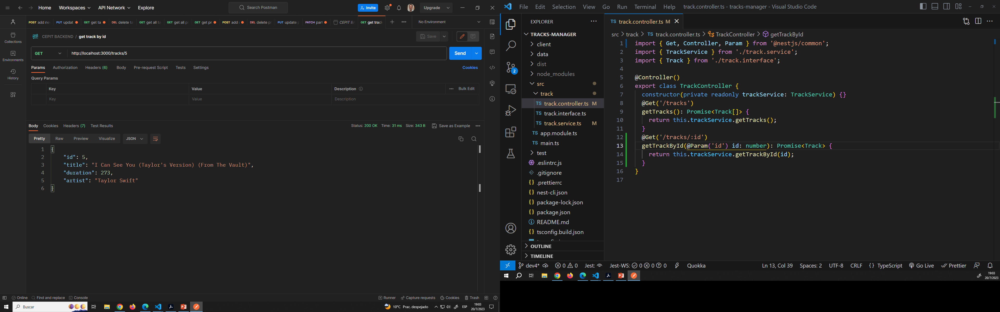 Home Workspaces API Network Explore
Search Postman
Invite
Upgrade
POST add ne
PUT updat
GET get ta
DEL delete ta
GET get all ta
GET get all p
GET get pr
POST add
DEL delete p
PUT update p
PATCH par
CEPIT B
GET get track
No Environment
Collections
Environments
History
HTTP CEPIT BACKEND / get track by id
Save
GET http://localhost:3000/tracks/5
Send
Params Authorization Headers (6) Body Pre-request Script Tests Settings
Cookies
Query Params
Key Value Description Bulk Edit
Key Value Description
Body Cookies Headers (7) Test Results
Status: 200 OK Time: 31 ms Size: 343 B Save as Example
Pretty Raw Preview Visualize JSON
1 {
2 "id": 5,
3 "title": "I Can See You (Taylor's Version) (From The Vault)",
4 "duration": 273,
5 "artist": "Taylor Swift"
6 }
Online Find and replace Console
Runner Capture requests Cookies Trash
Buscar
10°C Prac. despejado ESP
19:03
20/7/2023
File Edit Selection View Go Run Terminal Help track.controller.ts - tracks-manager - Visual Studio Code
EXPLORER
TRACKS-MANAGER
client
data
dist
node_modules
src
track
TS track.controller.ts M
TS track.interface.ts
TS track.service.ts M
TS app.module.ts
TS main.ts
test
.eslintrc.js
.gitignore
{} .prettierrc
{} nest-cli.json
{} package-lock.json
{} package.json
README.md
{} tsconfig.build.json
OUTLINE
TIMELINE
2
TS track.controller.ts M
src > track > TS track.controller.ts > TrackController > getTrackById
1 import { Get, Controller, Param } from '@nestjs/common';
2 import { TrackService } from './track.service';
3 import { Track } from './track.interface';
4
5 @Controller()
6 export class TrackController {
7 constructor(private readonly trackService: TrackService) {}
8 @Get('/tracks')
9 getTracks(): Promise<Track[]> {
10 return this.trackService.getTracks();
11 }
12 @Get('/tracks/:id')
13 getTrackById(@Param('id') id: number): Promise<Track> {
14 return this.trackService.getTrackById(id);
15 }
16 }
17
dev4* 0 0 Jest: Jest-WS: 0 0 0 Quokka
Ln 13, Col 39 Spaces: 2 UTF-8 CRLF {} TypeScript Go Live Prettier
19:03
20/7/2023